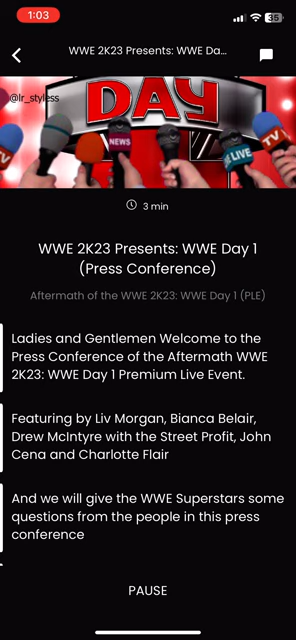 1:03
35
WWE 2K23 Presents: WWE Da...
@lr_styless
DAY
TV
NEWS
LIVE
TV
3 min
WWE 2K23 Presents: WWE Day 1
(Press Conference)
Aftermath of the WWE 2K23: WWE Day 1 (PLE)
Ladies and Gentlemen Welcome to the
Press Conference of the Aftermath WWE
2K23: WWE Day 1 Premium Live Event.
Featuring by Liv Morgan, Bianca Belair,
Drew McIntyre with the Street Profit, John
Cena and Charlotte Flair
And we will give the WWE Superstars some
questions from the people in this press
conference
PAUSE